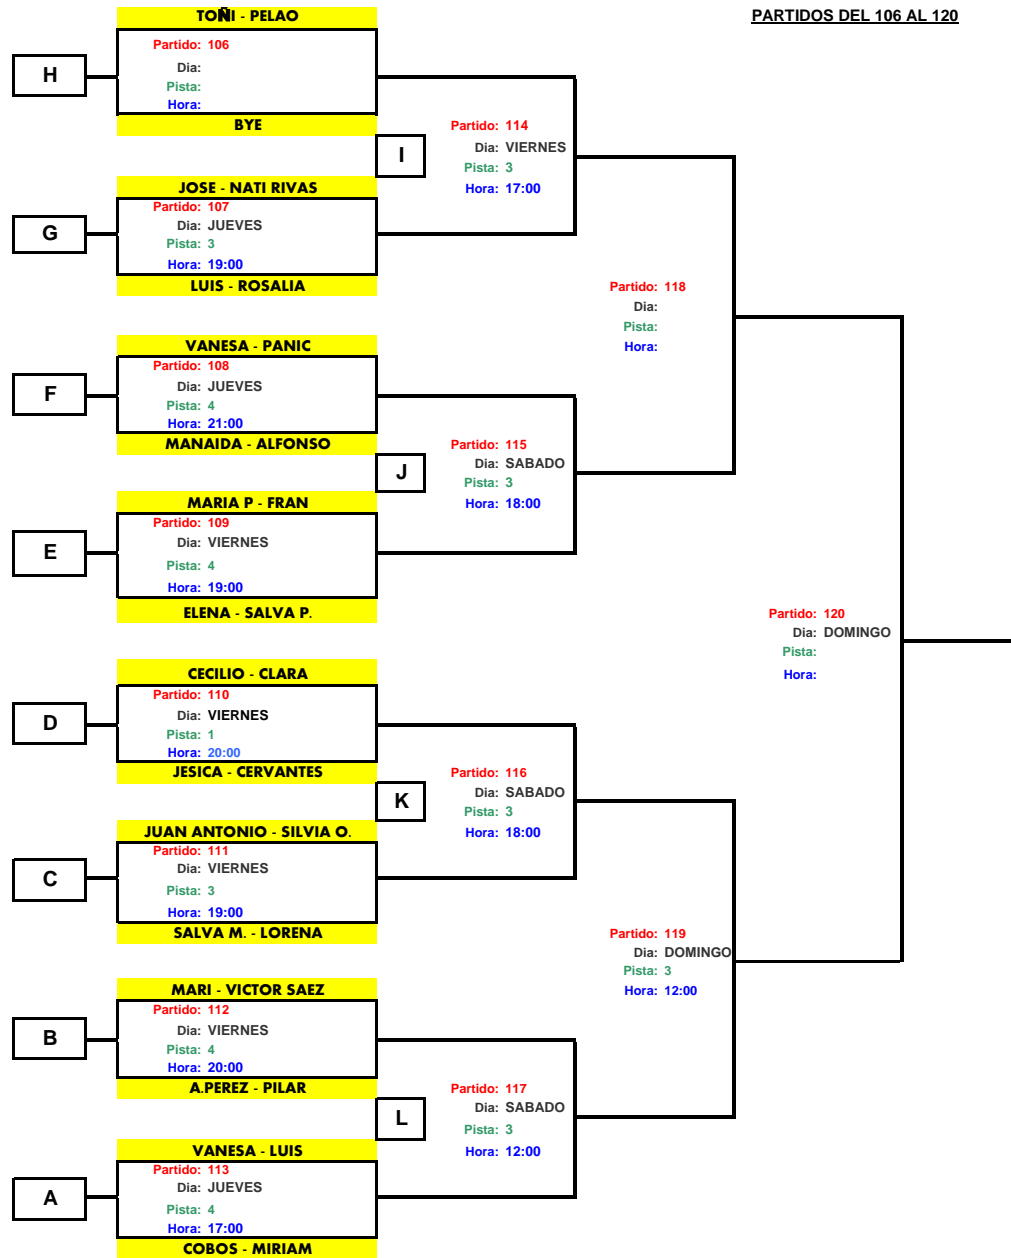 TOÑI - PELAO
PARTIDOS DEL 106 AL 120
Partido: 106
H
Dia:
Pista:
Hora:
BYE
Partido: 114
I
Dia: VIERNES
Pista: 3
Hora: 17:00
JOSE - NATI RIVAS
Partido: 107
G
Dia: JUEVES
Pista: 3
Hora: 19:00
LUIS - ROSALIA
Partido: 118
Dia:
Pista:
Hora:
VANESA - PANIC
Partido: 108
F
Dia: JUEVES
Pista: 4
Hora: 21:00
MANAIDA - ALFONSO
Partido: 115
J
Dia: SABADO
Pista: 3
Hora: 18:00
MARIA P - FRAN
Partido: 109
E
Dia: VIERNES
Pista: 4
Hora: 19:00
ELENA - SALVA P.
Partido: 120
Dia: DOMINGO
Pista:
Hora:
CECILIO - CLARA
Partido: 110
D
Dia: VIERNES
Pista: 1
Hora: 20:00
JESICA - CERVANTES
Partido: 116
K
Dia: SABADO
Pista: 3
Hora: 18:00
JUAN ANTONIO - SILVIA O.
Partido: 111
C
Dia: VIERNES
Pista: 3
Hora: 19:00
SALVA M. - LORENA
Partido: 119
Dia: DOMINGO
Pista: 3
Hora: 12:00
MARI - VICTOR SAEZ
Partido: 112
B
Dia: VIERNES
Pista: 4
Hora: 20:00
A.PEREZ - PILAR
Partido: 117
L
Dia: SABADO
Pista: 3
Hora: 12:00
VANESA - LUIS
Partido: 113
A
Dia: JUEVES
Pista: 4
Hora: 17:00
COBOS - MIRIAM